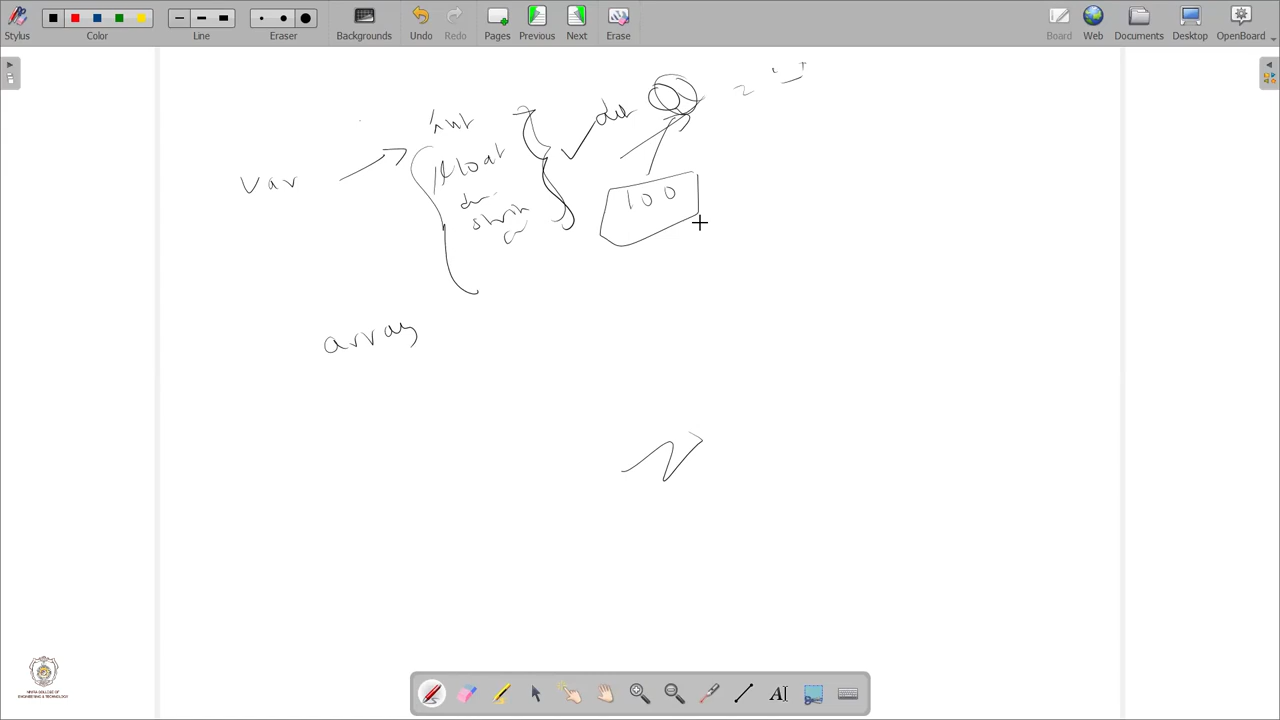 Stylus
Color
Line
Eraser
Backgrounds
Undo
Redo
Pages
Previous
Next
Erase
Board
Web
Documents
Desktop
OpenBoard
int
var
float
100
array